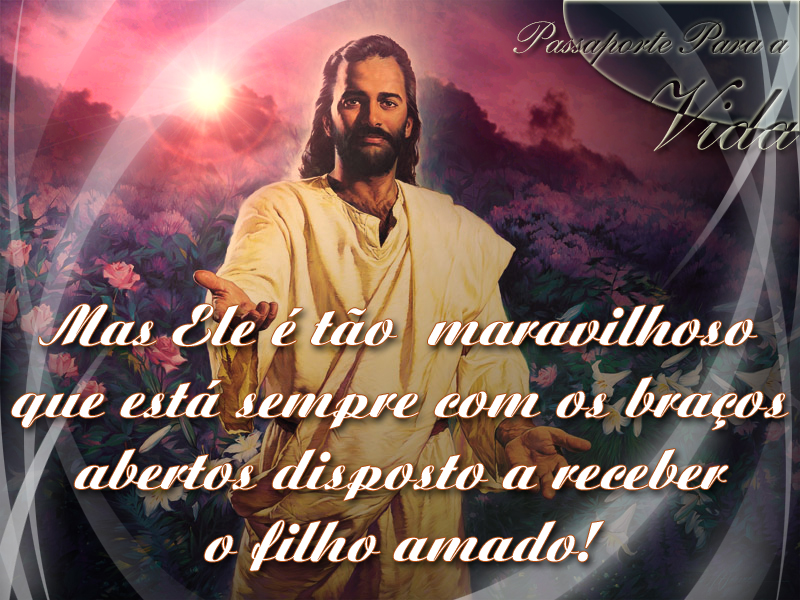 Passaporte Para a
Vida
Mas Ele é tão maravilhoso
que está sempre com os braços
abertos disposto a receber
o filho amado!